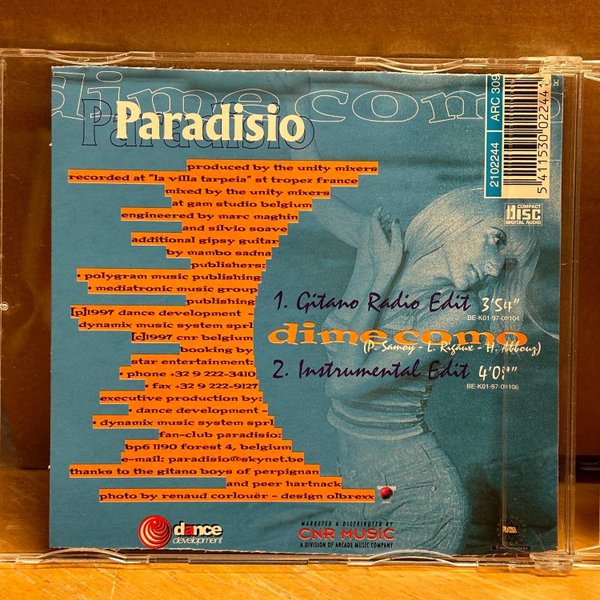 dime como
Paradisio
Paradisio
produced by the unity mixers
recorded at "la villa tarpeia" st tropez france
mixed by the unity mixers
at gam studio belgium
engineered by marc maghin
and silvio soave
additional gipsy guitar
by mambo sadna
publishers:
• polygram music publishing
• mediatronic music group
publishing
[p]1997 dance development
dynamix music system sprl
[c]1997 cnr belgium
booking by
star entertainment:
• phone +32 9 222-3410
• fax +32 9 222-9127
executive production by:
• dance development -
• dynamix music system sprl
fan-club paradisio:
bp6 1190 forest 4, belgium
e-mail: paradisio@skynet.be
thanks to the gitano boys of perpignan
and peer hartnack
photo by renaud corlouër - design olbrexx
1. Gitano Radio Edit 3'54"
BE-K01-97-00104
dime como
(P. Samoy - L. Rigaux - H. Abbouz)
2. Instrumental Edit
BE-K01-97-00106
2102244
ARC 309
5 411530 02244
COMPACT
DISC
DIGITAL AUDIO
dance
development
MARKETED & DISTRIBUTED BY
CNR MUSIC
A DIVISION OF ARCADE MUSIC COMPANY